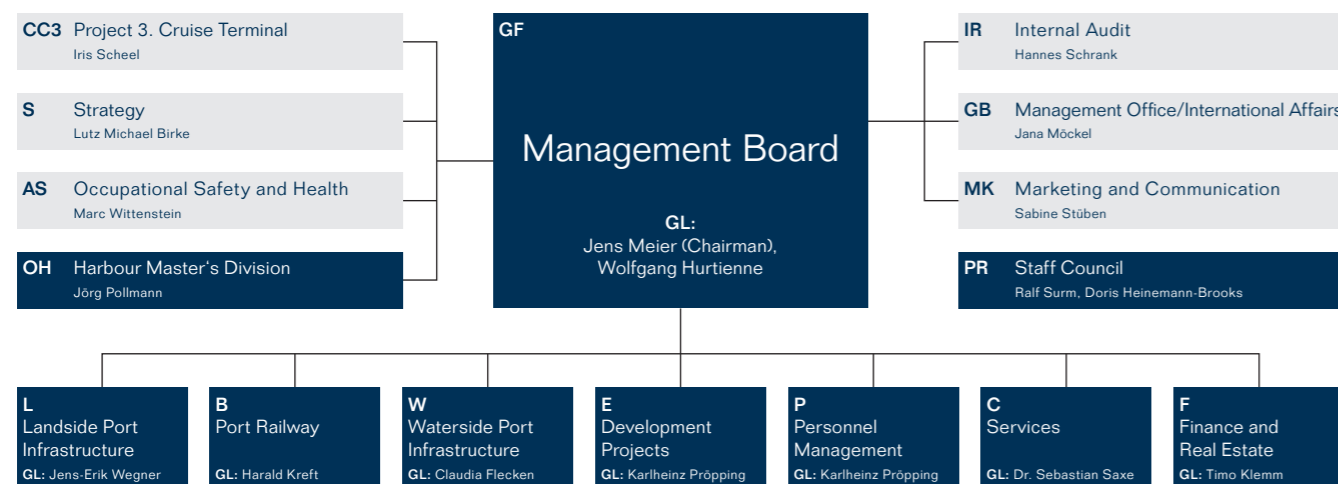 CC3 Project 3. Cruise Terminal
Iris Scheel
S Strategy
Lutz Michael Birke
AS Occupational Safety and Health
Marc Wittenstein
OH Harbour Master‘s Division
Jörg Pollmann
GF
Management Board
GL:
Jens Meier (Chairman),
Wolfgang Hurtienne
IR Internal Audit
Hannes Schrank
GB Management Office/International Affairs
Jana Möckel
MK Marketing and Communication
Sabine Stüben
PR Staff Council
Ralf Surm, Doris Heinemann-Brooks
L
Landside Port
Infrastructure
GL: Jens-Erik Wegner
B
Port Railway
GL: Harald Kreft
W
Waterside Port
Infrastructure
GL: Claudia Flecken
E
Development
Projects
GL: Karlheinz Pröpping
P
Personnel
Management
GL: Karlheinz Pröpping
C
Services
GL: Dr. Sebastian Saxe
F
Finance and
Real Estate
GL: Timo Klemm